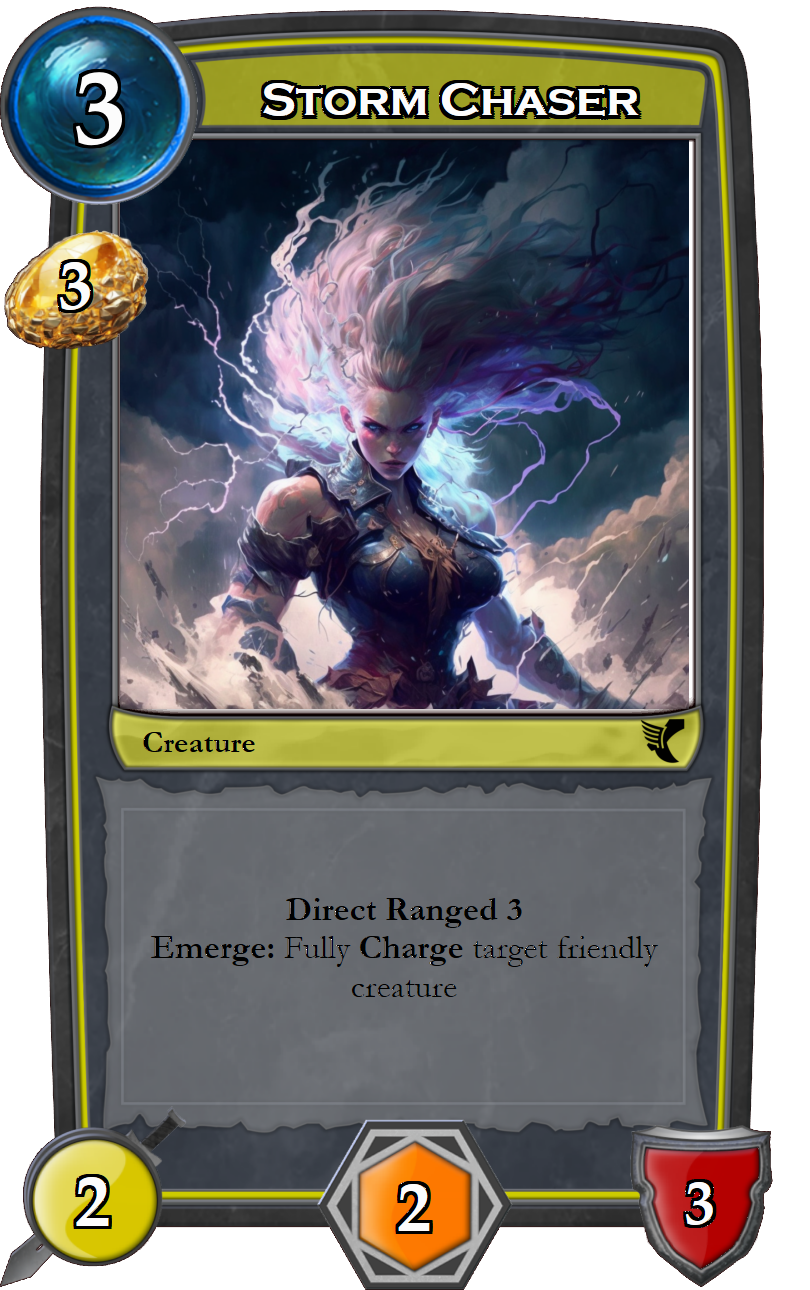 3
STORM CHASER
3
Creature
Direct Ranged 3
Emerge: Fully Charge target friendly
creature
2
2
3